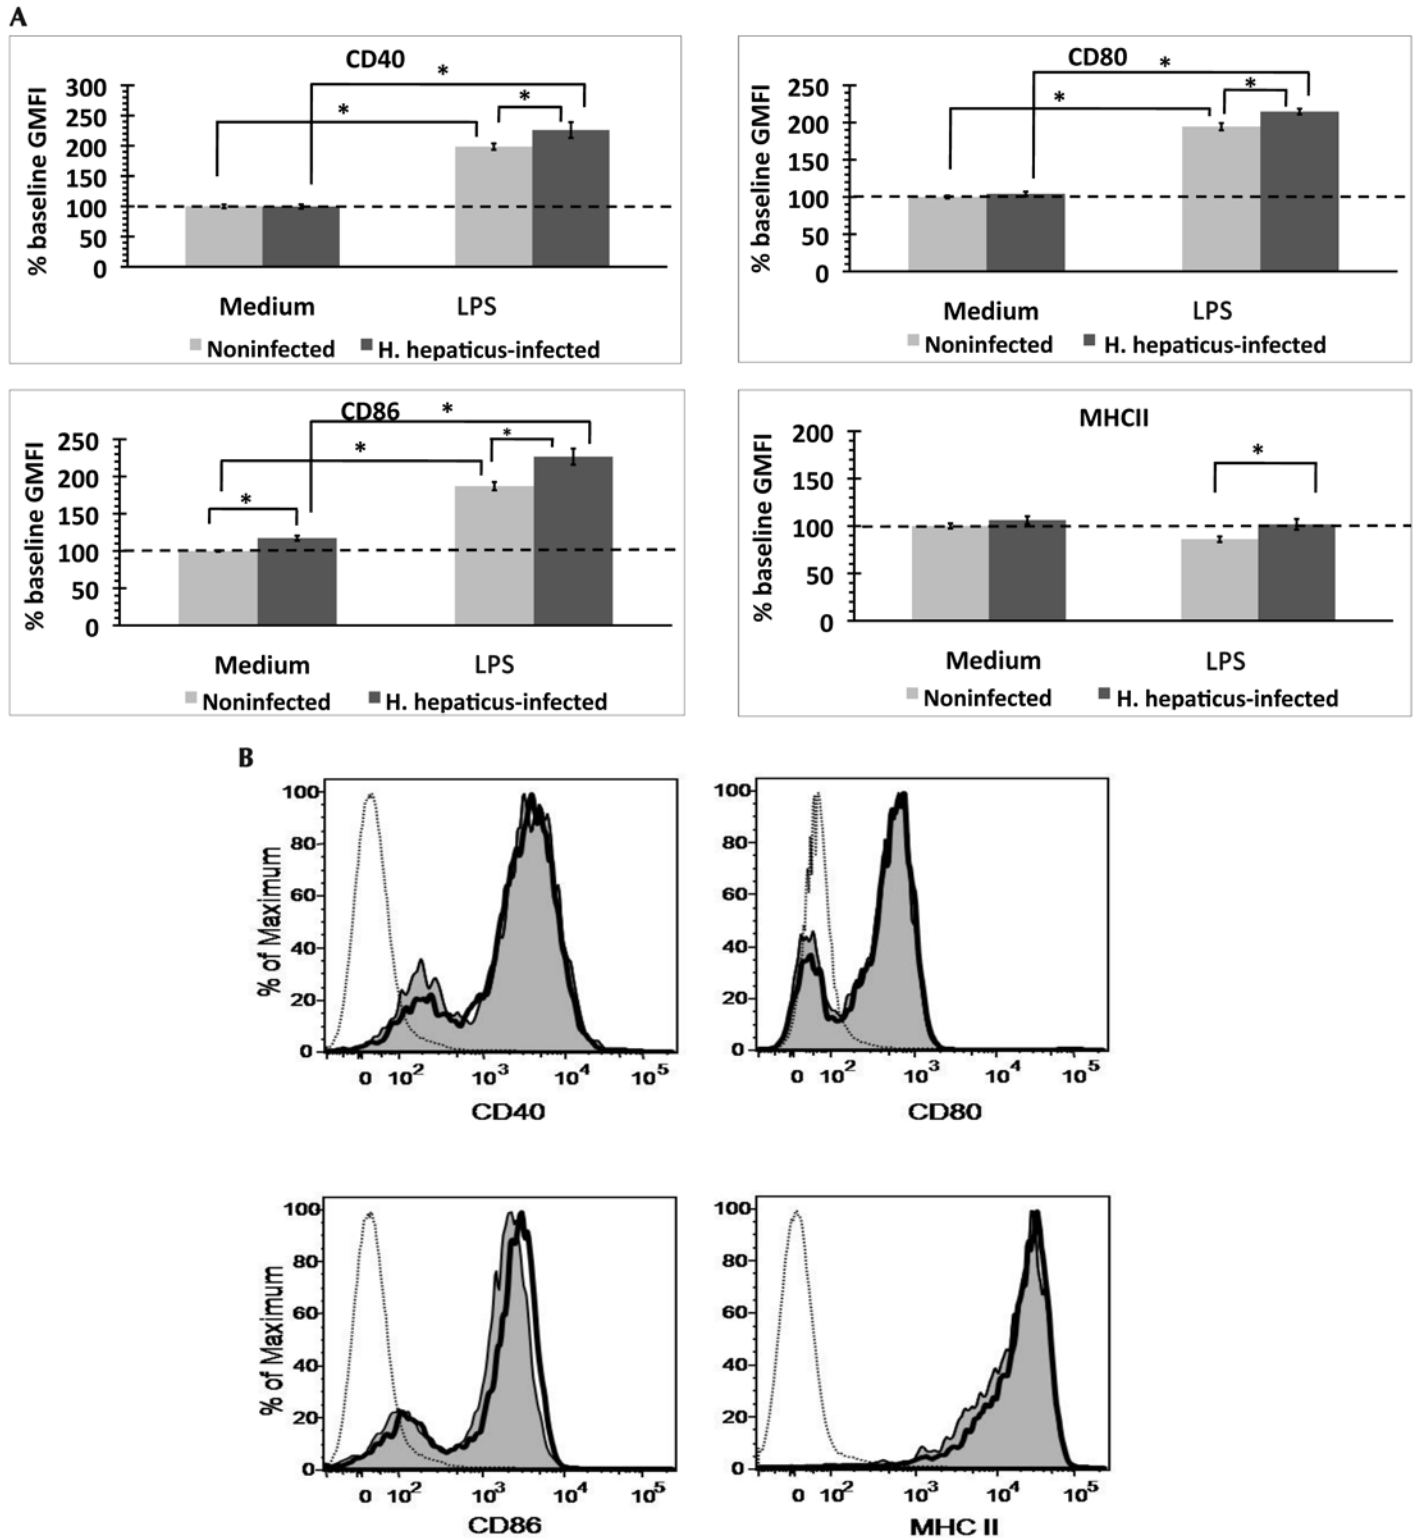 A
CD40
*
*
*
% baseline GMFI
300
250
200
150
100
50
0
Medium LPS
Noninfected H. hepaticus-infected
CD80
*
*
*
% baseline GMFI
250
200
150
100
50
0
Medium LPS
Noninfected H. hepaticus-infected
CD86
*
*
*
*
% baseline GMFI
250
200
150
100
50
0
Medium LPS
Noninfected H. hepaticus-infected
MHCII
*
% baseline GMFI
200
150
100
50
0
Medium LPS
Noninfected H. hepaticus-infected
B
% of Maximum
100
80
60
40
20
0
0 10² 10³ 10⁴ 10⁵
CD40
100
80
60
40
20
0
0 10² 10³ 10⁴ 10⁵
CD80
% of Maximum
100
80
60
40
20
0
0 10² 10³ 10⁴ 10⁵
CD86
100
80
60
40
20
0
0 10² 10³ 10⁴ 10⁵
MHC II